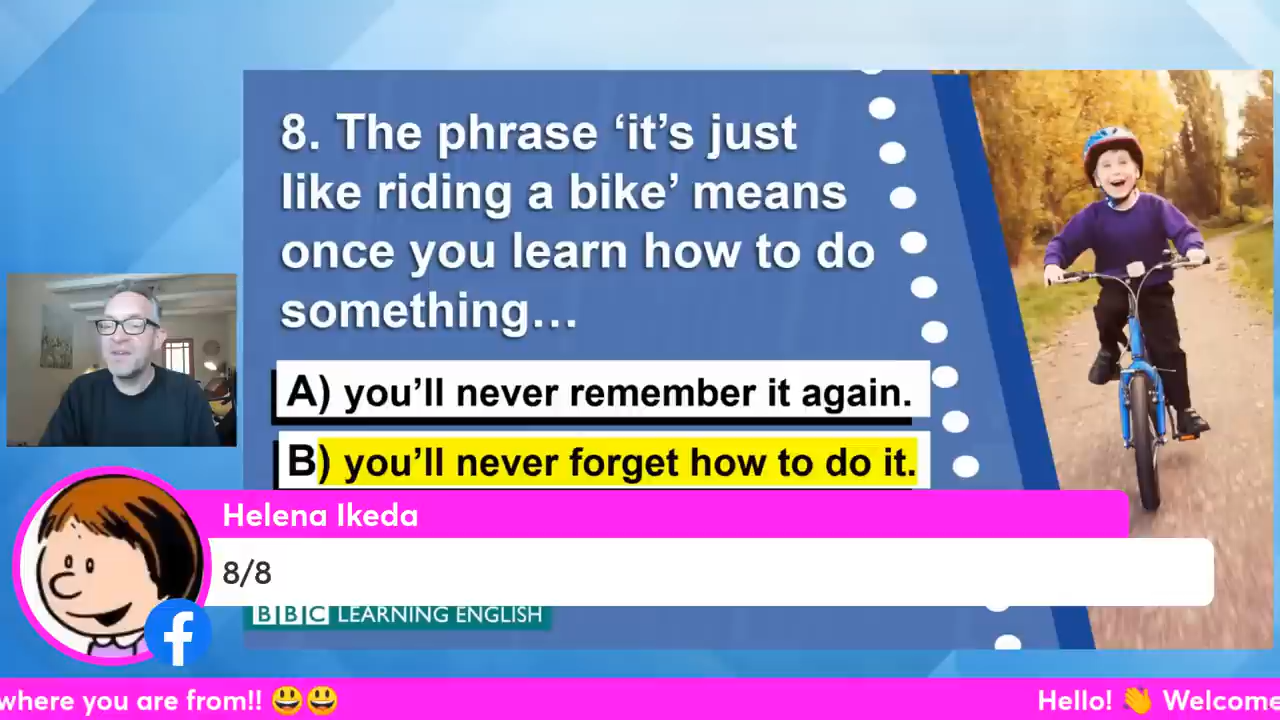 8. The phrase ‘it’s just
like riding a bike’ means
once you learn how to do
something…
A) you’ll never remember it again.
B) you’ll never forget how to do it.
Helena Ikeda
8/8
BBC LEARNING ENGLISH
where you are from!! 😃😃 Hello! 👋 Welcome